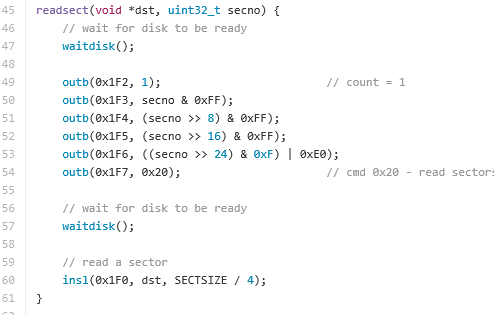 45 readsect(void *dst, uint32_t secno) {
46 // wait for disk to be ready
47 waitdisk();
48
49 outb(0x1F2, 1); // count = 1
50 outb(0x1F3, secno & 0xFF);
51 outb(0x1F4, (secno >> 8) & 0xFF);
52 outb(0x1F5, (secno >> 16) & 0xFF);
53 outb(0x1F6, ((secno >> 24) & 0xF) | 0xE0);
54 outb(0x1F7, 0x20); // cmd 0x20 - read sectors
55
56 // wait for disk to be ready
57 waitdisk();
58
59 // read a sector
60 insl(0x1F0, dst, SECTSIZE / 4);
61 }